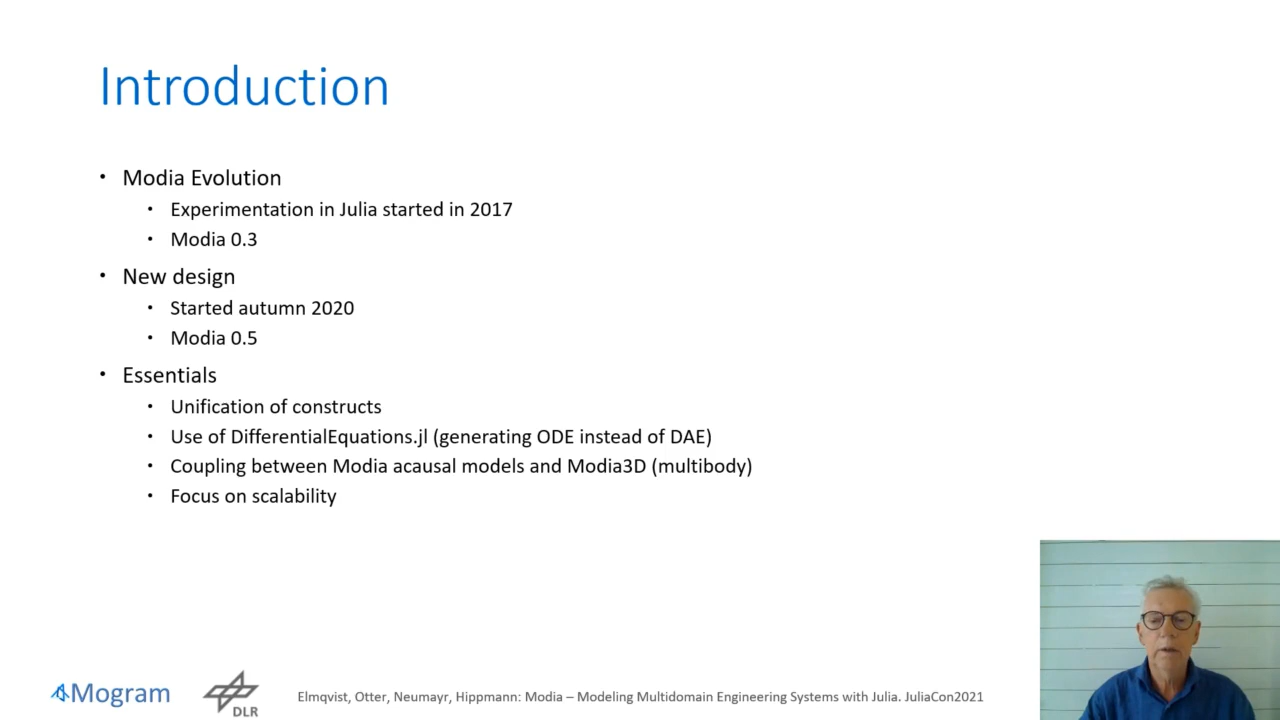 Introduction
• Modia Evolution
• Experimentation in Julia started in 2017
• Modia 0.3
• New design
• Started autumn 2020
• Modia 0.5
• Essentials
• Unification of constructs
• Use of DifferentialEquations.jl (generating ODE instead of DAE)
• Coupling between Modia acausal models and Modia3D (multibody)
• Focus on scalability
Mogram
DLR
Elmqvist, Otter, Neumayr, Hippmann: Modia – Modeling Multidomain Engineering Systems with Julia. JuliaCon2021